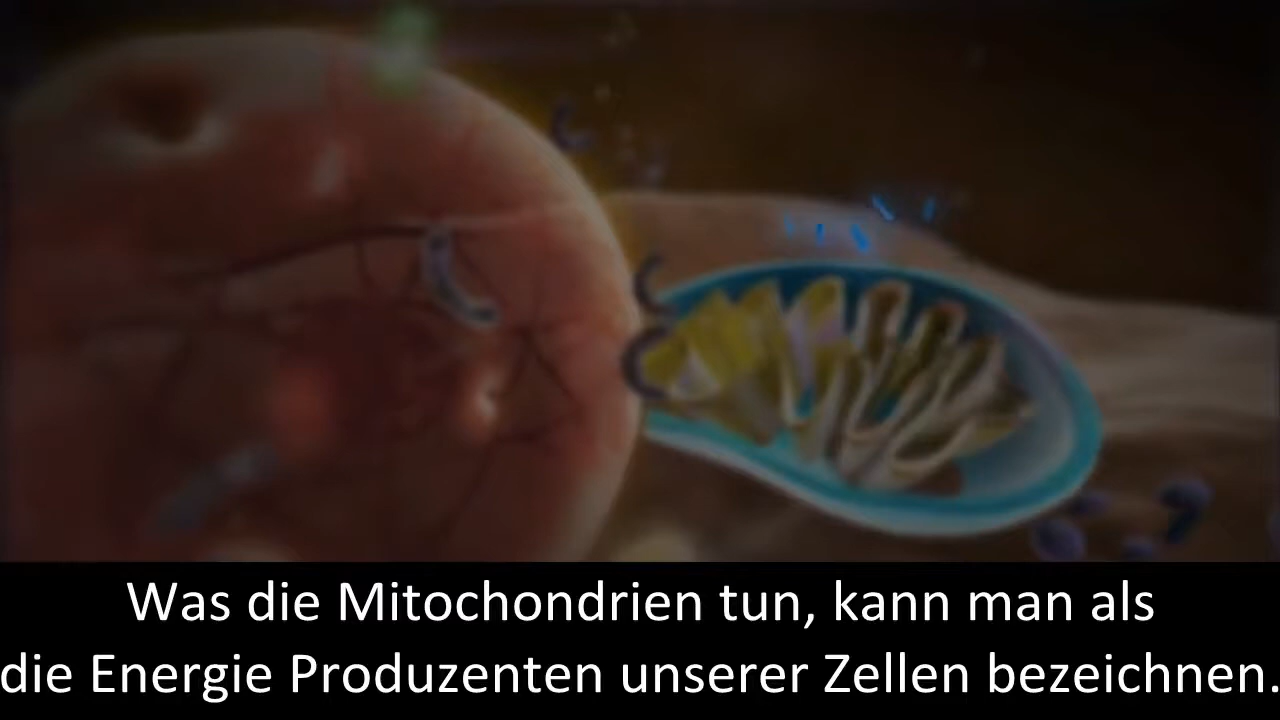 Was die Mitochondrien tun, kann man als
die Energie Produzenten unserer Zellen bezeichnen.